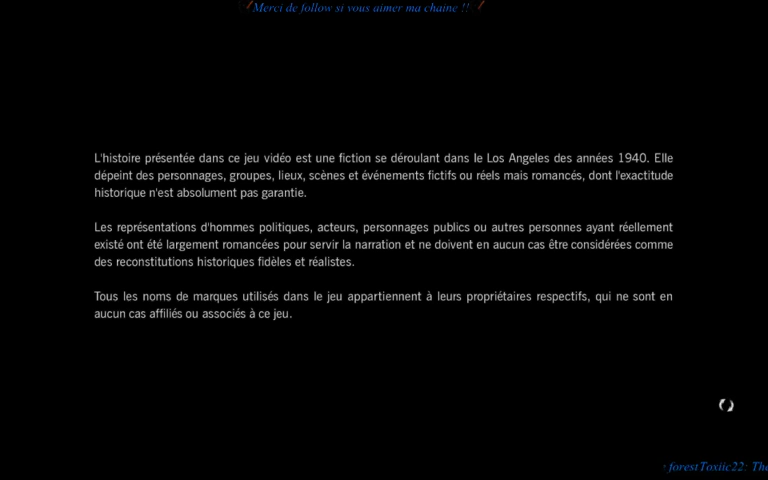 Merci de follow si vous aimer ma chaine !!
L'histoire présentée dans ce jeu vidéo est une fiction se déroulant dans le Los Angeles des années 1940. Elle
dépeint des personnages, groupes, lieux, scènes et événements fictifs ou réels mais romancés, dont l'exactitude
historique n'est absolument pas garantie.
Les représentations d'hommes politiques, acteurs, personnages publics ou autres personnes ayant réellement
existé ont été largement romancées pour servir la narration et ne doivent en aucun cas être considérées comme
des reconstitutions historiques fidèles et réalistes.
Tous les noms de marques utilisés dans le jeu appartiennent à leurs propriétaires respectifs, qui ne sont en
aucun cas affiliés ou associés à ce jeu.
forestToxiic22: The